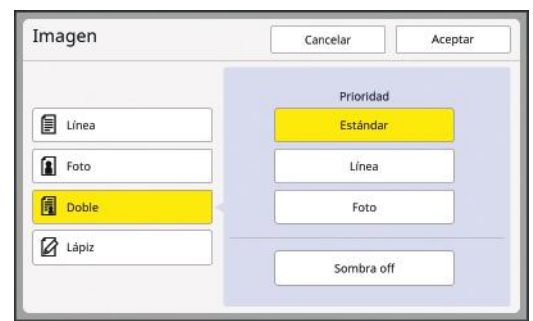 Imagen
Cancelar
Aceptar
Línea
Foto
Doble
Lápiz
Prioridad
Estándar
Línea
Foto
Sombra off